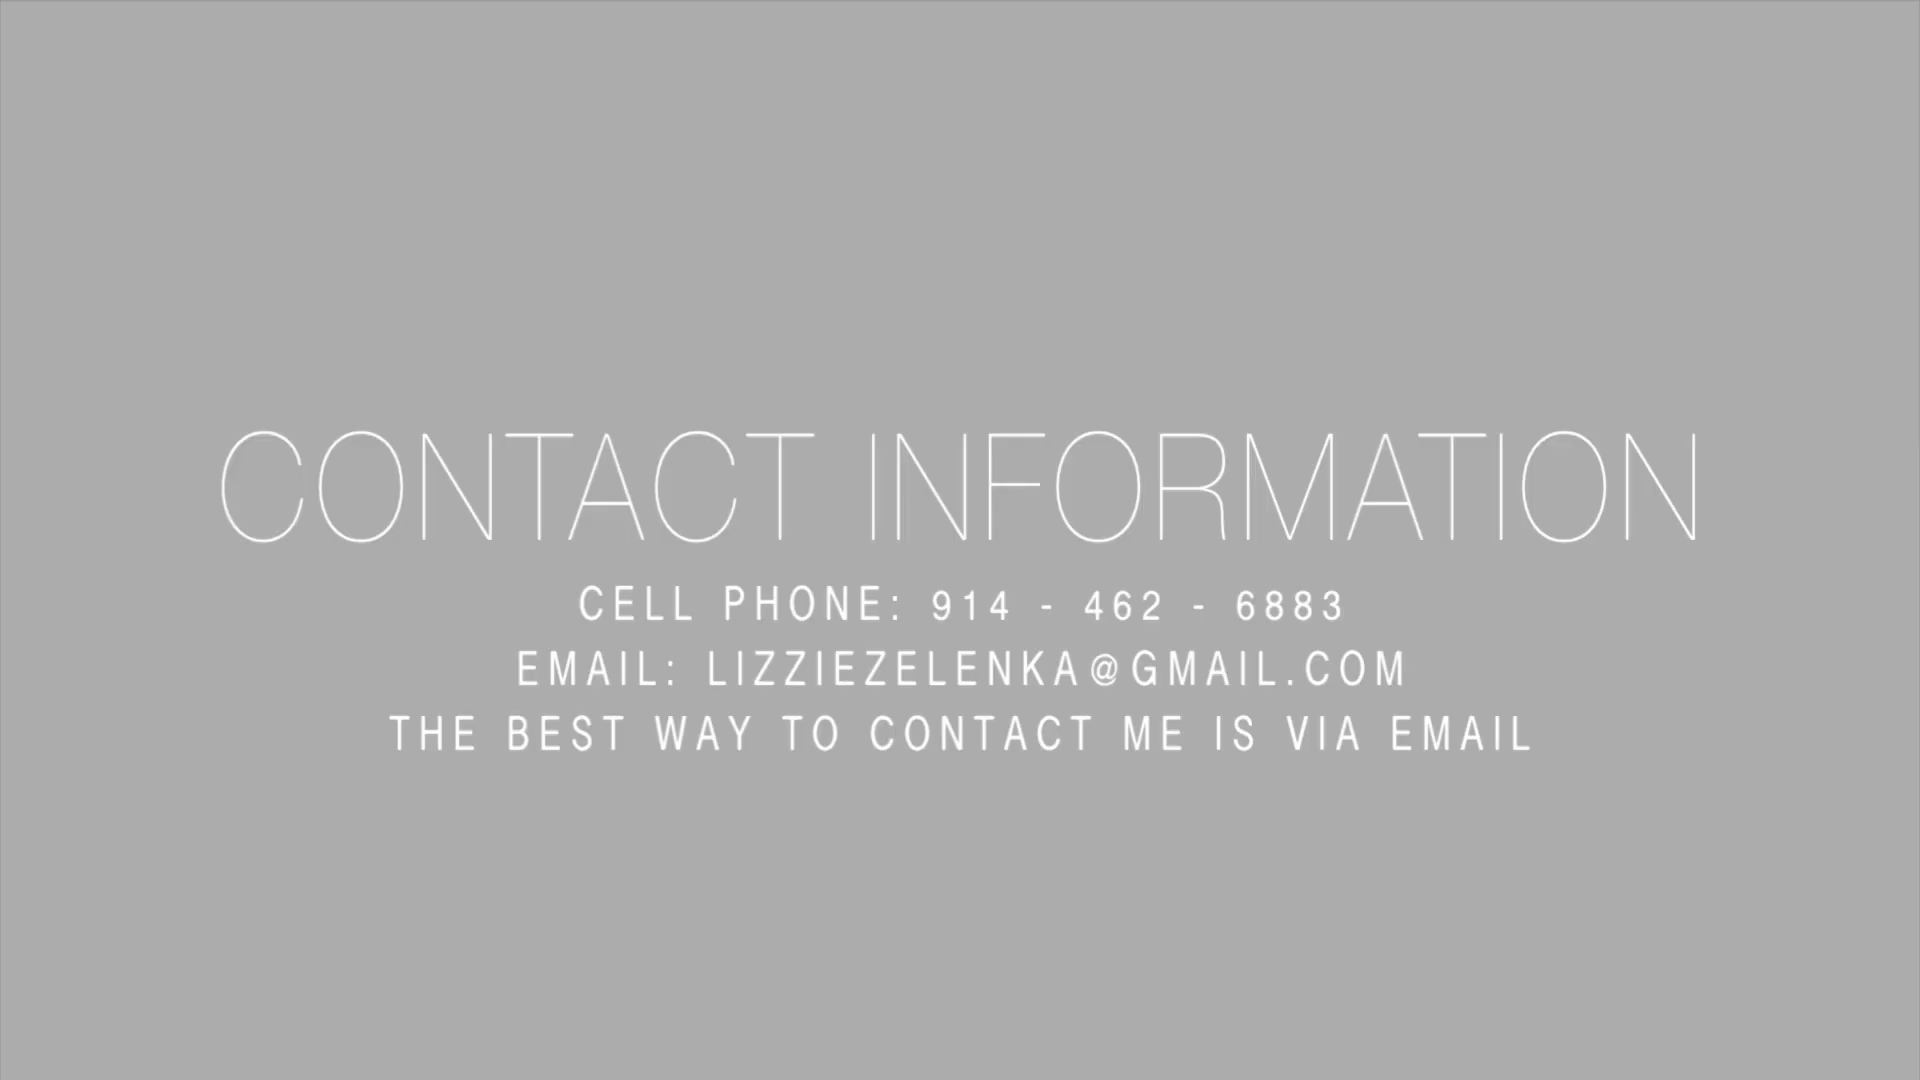 CONTACT INFORMATION
CELL PHONE: 914 - 462 - 6883
EMAIL: LIZZIEZELENKA@GMAIL.COM
THE BEST WAY TO CONTACT ME IS VIA EMAIL